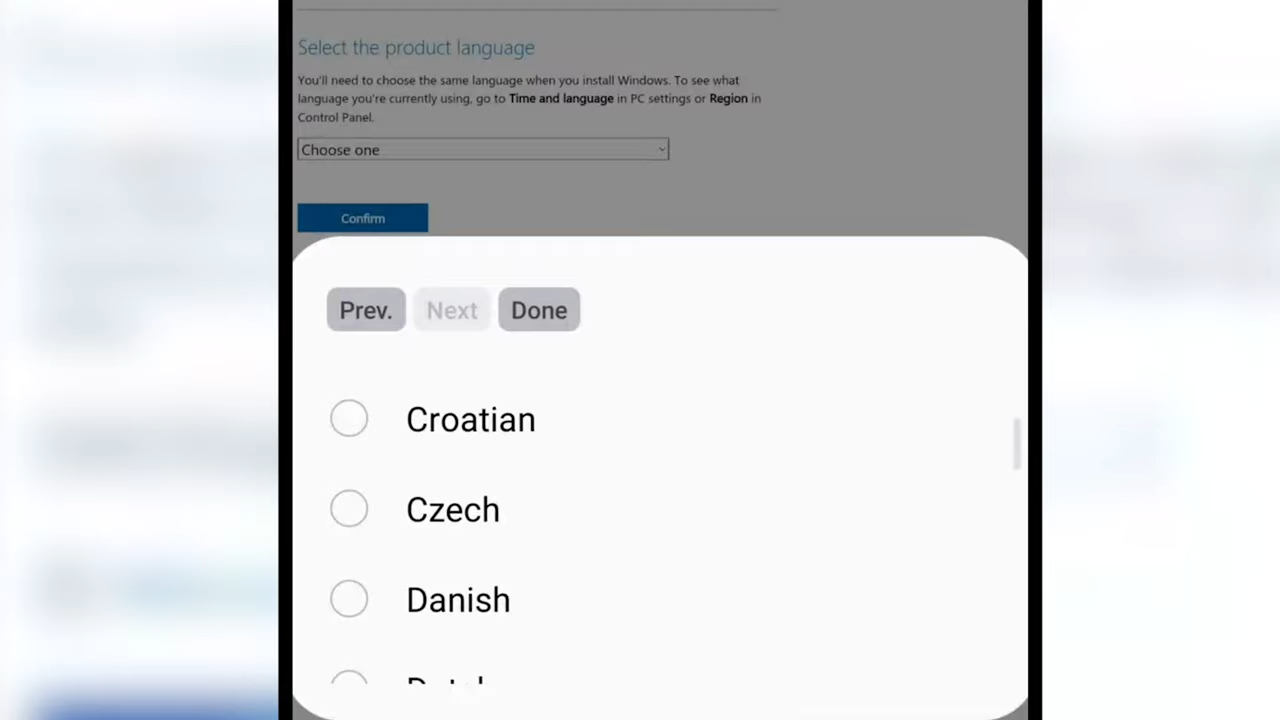 Select the product language
You'll need to choose the same language when you install Windows. To see what
language you're currently using, go to Time and language in PC settings or Region in
Control Panel.
Choose one
Confirm
Prev. Next Done
Croatian
Czech
Danish